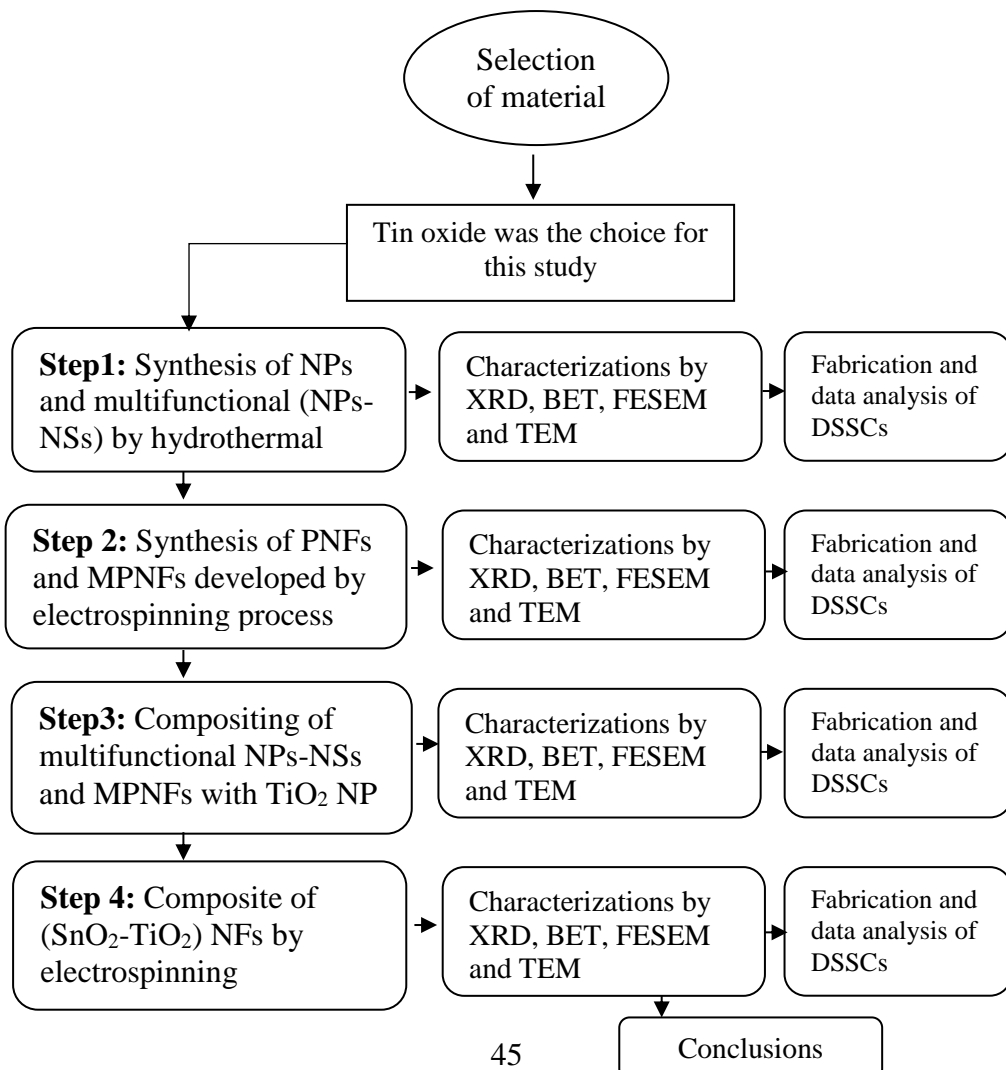 Selection
of material
Tin oxide was the choice for
this study
Step1: Synthesis of NPs
and multifunctional (NPs-
NSs) by hydrothermal
Characterizations by
XRD, BET, FESEM
and TEM
Fabrication and
data analysis of
DSSCs
Step 2: Synthesis of PNFs
and MPNFs developed by
electrospinning process
Characterizations by
XRD, BET, FESEM
and TEM
Fabrication and
data analysis of
DSSCs
Step3: Compositing of
multifunctional NPs-NSs
and MPNFs with TiO₂ NP
Characterizations by
XRD, BET, FESEM
and TEM
Fabrication and
data analysis of
DSSCs
Step 4: Composite of
(SnO₂-TiO₂) NFs by
electrospinning
Characterizations by
XRD, BET, FESEM
and TEM
Fabrication and
data analysis of
DSSCs
Conclusions
45